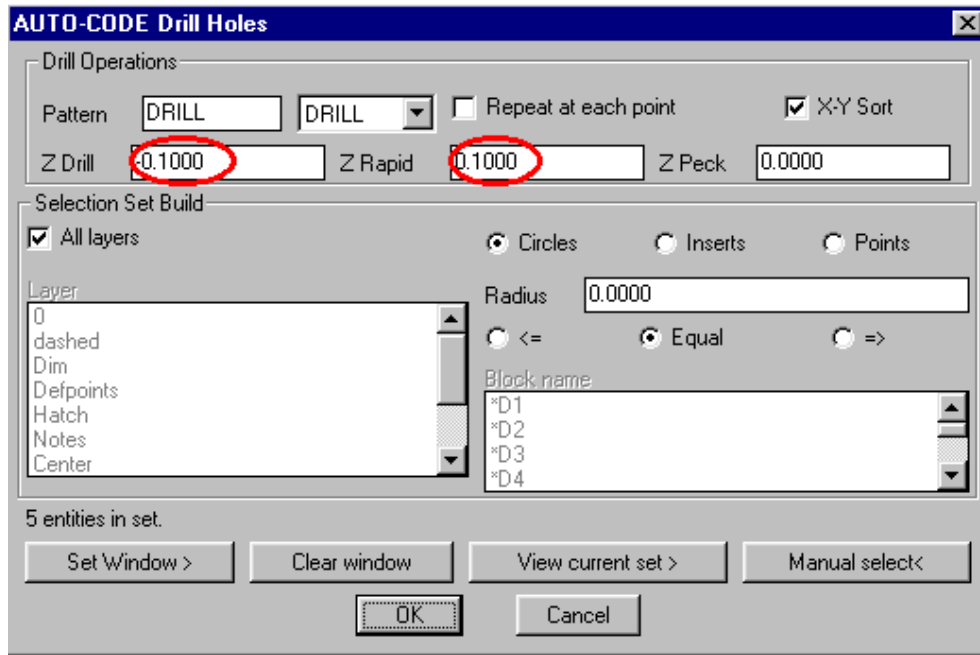 AUTO-CODE Drill Holes
Drill Operations
Pattern DRILL DRILL Repeat at each point X-Y Sort
Z Drill -0.1000 Z Rapid 0.1000 Z Peck 0.0000
Selection Set Build
All layers Circles Inserts Points
Layer Radius 0.0000
0
dashed <= Equal =>
Dim
Defpoints Block name
Hatch *D1
Notes *D2
Center *D3
*D4
5 entities in set.
Set Window > Clear window View current set > Manual select<
OK Cancel